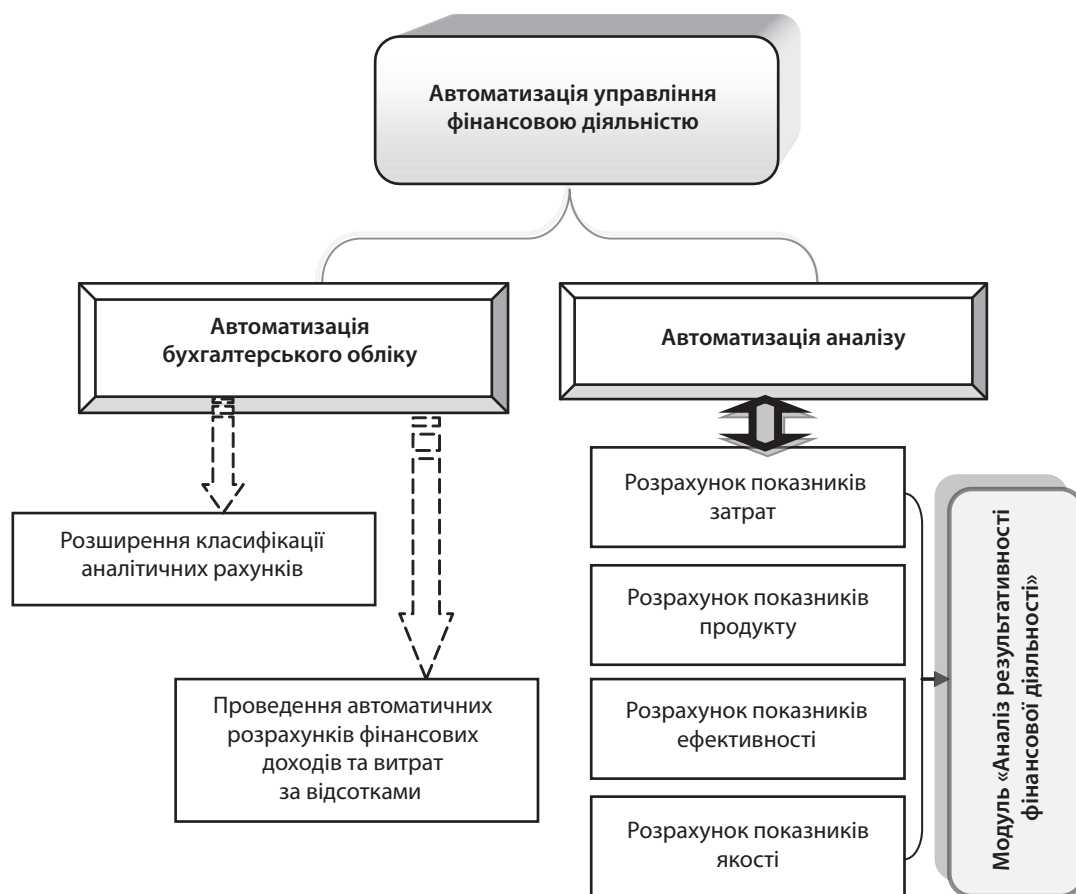 Автоматизація управління
фінансовою діяльністю
Автоматизація
бухгалтерського обліку
Автоматизація аналізу
Розширення класифікації
аналітичних рахунків
Проведення автоматичних
розрахунків фінансових
доходів та витрат
за відсотками
Розрахунок показників
затрат
Розрахунок показників
продукту
Розрахунок показників
ефективності
Розрахунок показників
якості
Модуль «Аналіз результативності
фінансової діяльності»